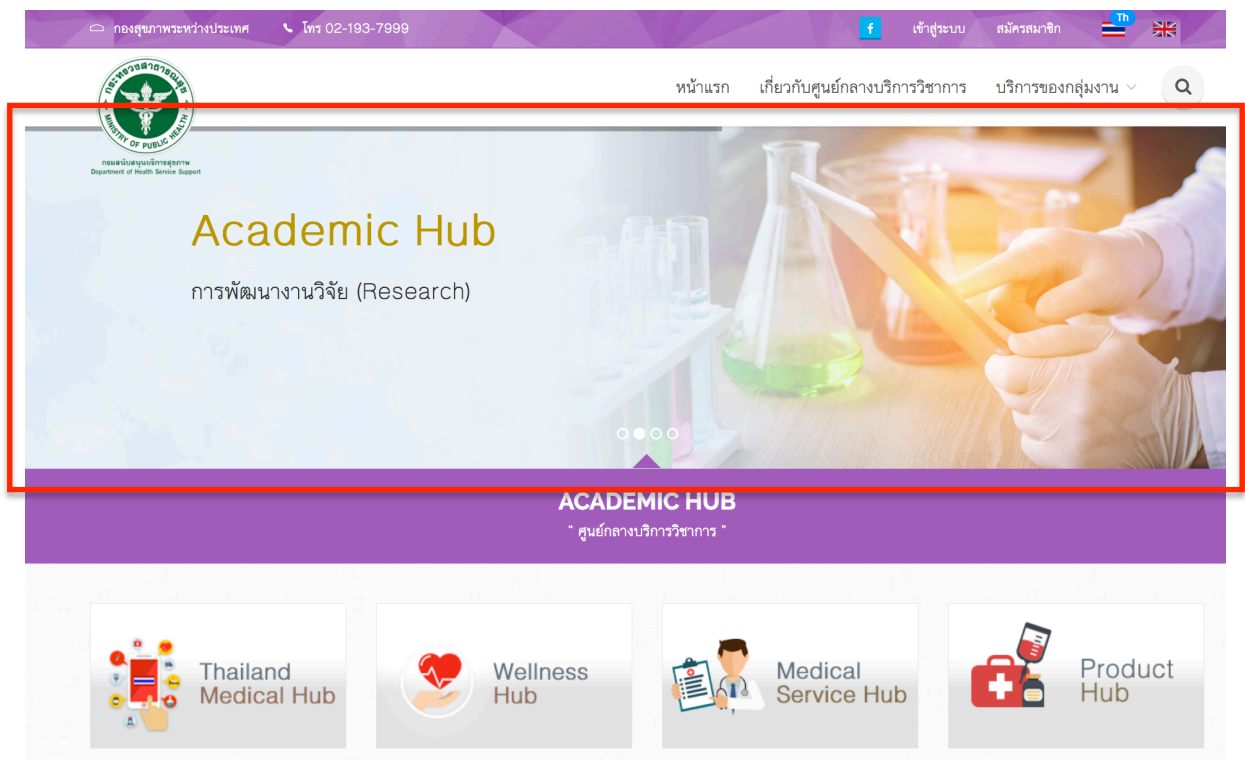 กองสุขภาพระหว่างประเทศ โทร 02-193-7999 เข้าสู่ระบบ สมัครสมาชิก Th
หน้าแรก เกี่ยวกับศูนย์กลางบริการวิชาการ บริการของกลุ่มงาน
กระทรวงสาธารณสุข
MINISTRY OF PUBLIC HEALTH
กรมสนับสนุนบริการสุขภาพ
Department of Health Service Support
Academic Hub
การพัฒนางานวิจัย (Research)
ACADEMIC HUB
" ศูนย์กลางบริการวิชาการ "
Thailand
Medical Hub
Wellness
Hub
Medical
Service Hub
Product
Hub